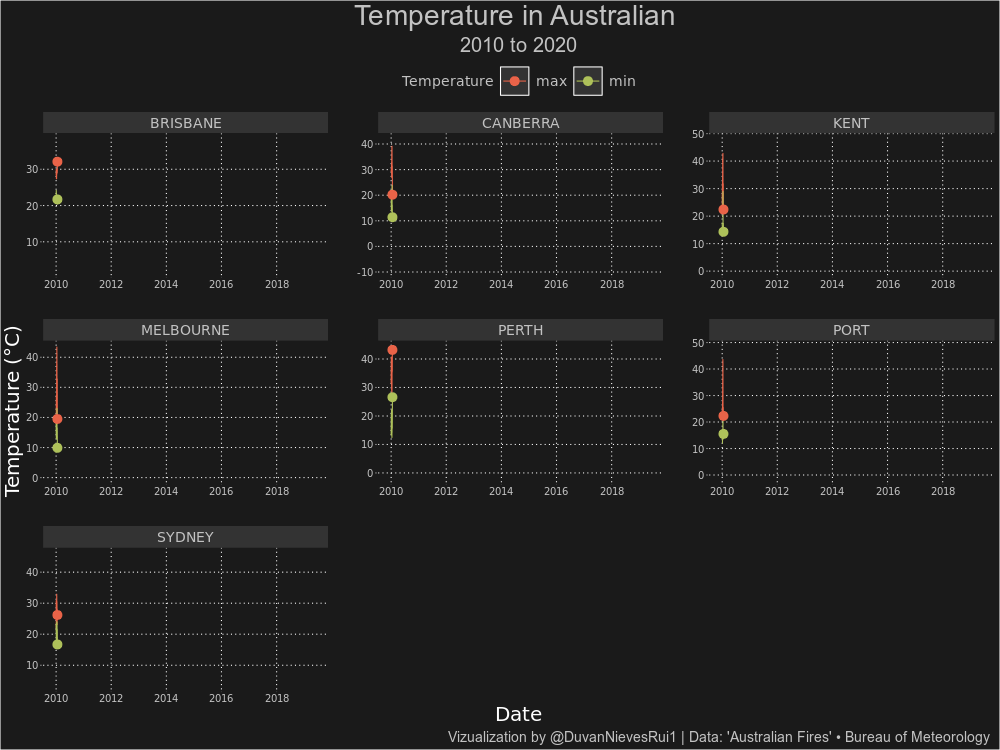 Temperature in Australian
2010 to 2020
Temperature max min
BRISBANE CANBERRA KENT
30
20
10
2010 2012 2014 2016 2018
40
30
20
10
0
-10
2010 2012 2014 2016 2018
50
40
30
20
10
0
2010 2012 2014 2016 2018
Temperature (°C)
MELBOURNE PERTH PORT
40
30
20
10
0
2010 2012 2014 2016 2018
40
30
20
10
0
2010 2012 2014 2016 2018
50
40
30
20
10
0
2010 2012 2014 2016 2018
SYDNEY
40
30
20
10
2010 2012 2014 2016 2018
Date
Vizualization by @DuvanNievesRui1 | Data: 'Australian Fires' • Bureau of Meteorology